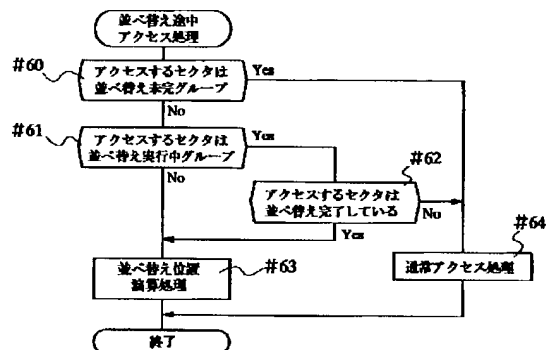 並べ替え途中
アクセス処理
#60
アクセスするセクタは
並べ替え未完グループ
Yes
No
#61
アクセスするセクタは
並べ替え実行中グループ
Yes
No
#62
アクセスするセクタは
並べ替え完了している
No
Yes
#63
並べ替え位置
演算処理
#64
通常アクセス処理
終了